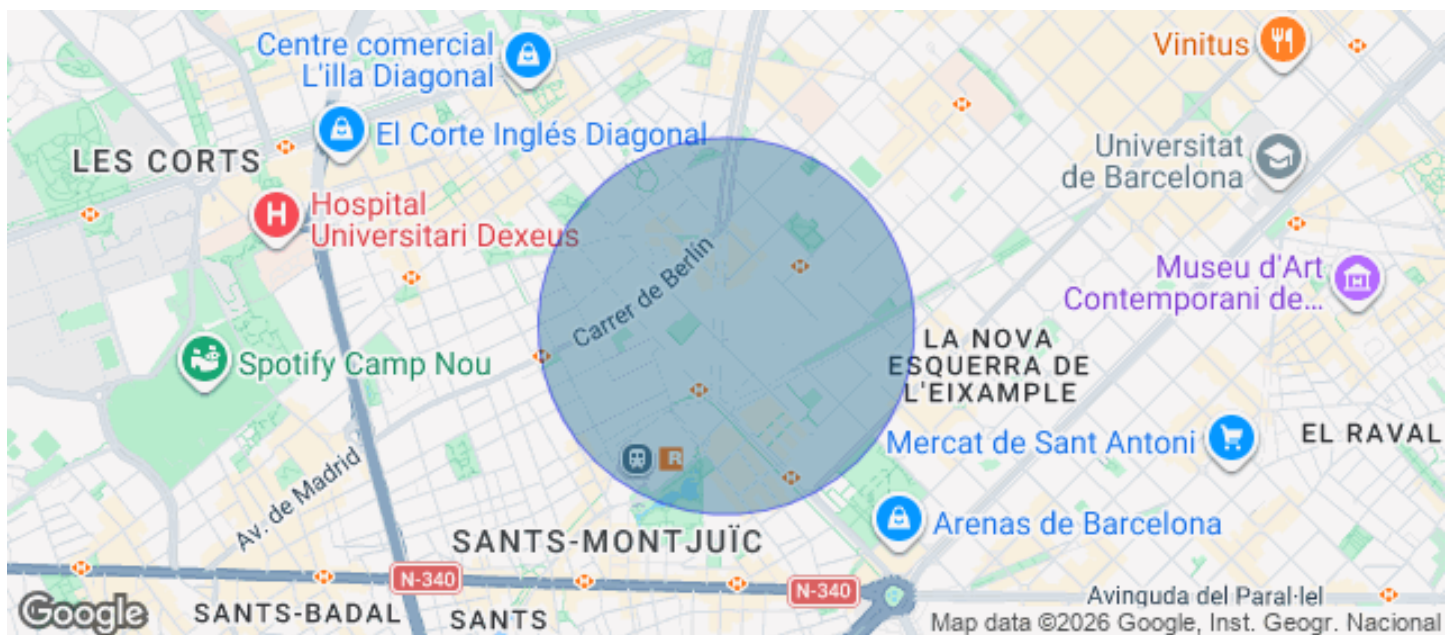 Centre comercial
L'illa Diagonal
Vinitus
El Corte Inglés Diagonal
LES CORTS
Universitat
de Barcelona
Hospital
Universitari Dexeus
Carrer de Berlín
Museu d'Art
Contemporani de...
Spotify Camp Nou
LA NOVA
ESQUERRA DE
L'EIXAMPLE
Mercat de Sant Antoni
EL RAVAL
R
Av. de Madrid
Arenas de Barcelona
SANTS-MONTJUÏC
N-340
N-340
Avinguda del Paral·lel
SANTS-BADAL
SANTS
Google
Map data ©2026 Google, Inst. Geogr. Nacional
H